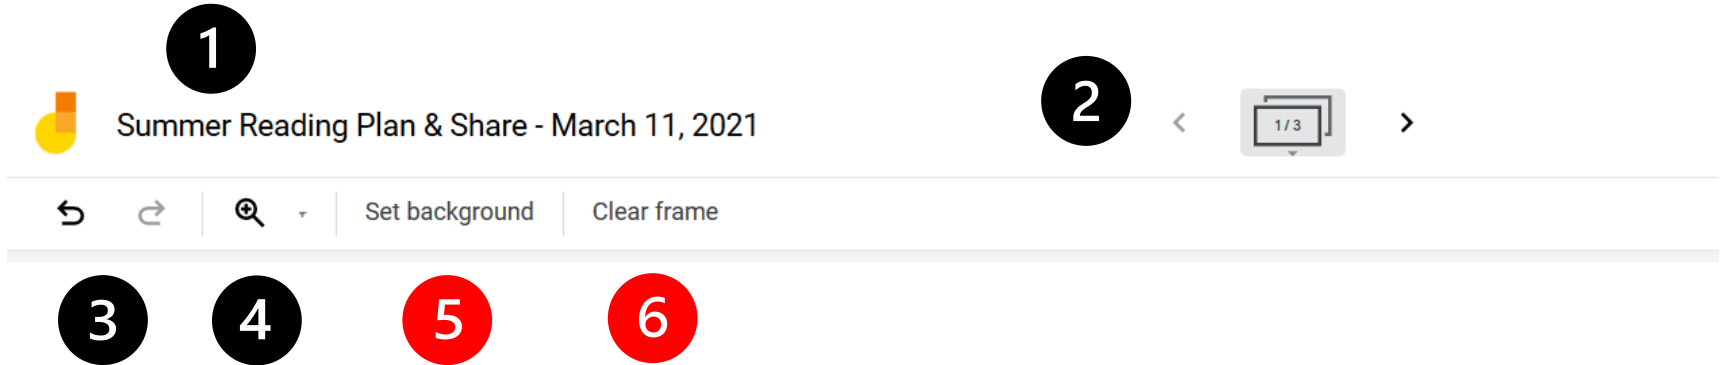 1
2
Summer Reading Plan & Share - March 11, 2021
1/3
Set background
Clear frame
3
4
5
6